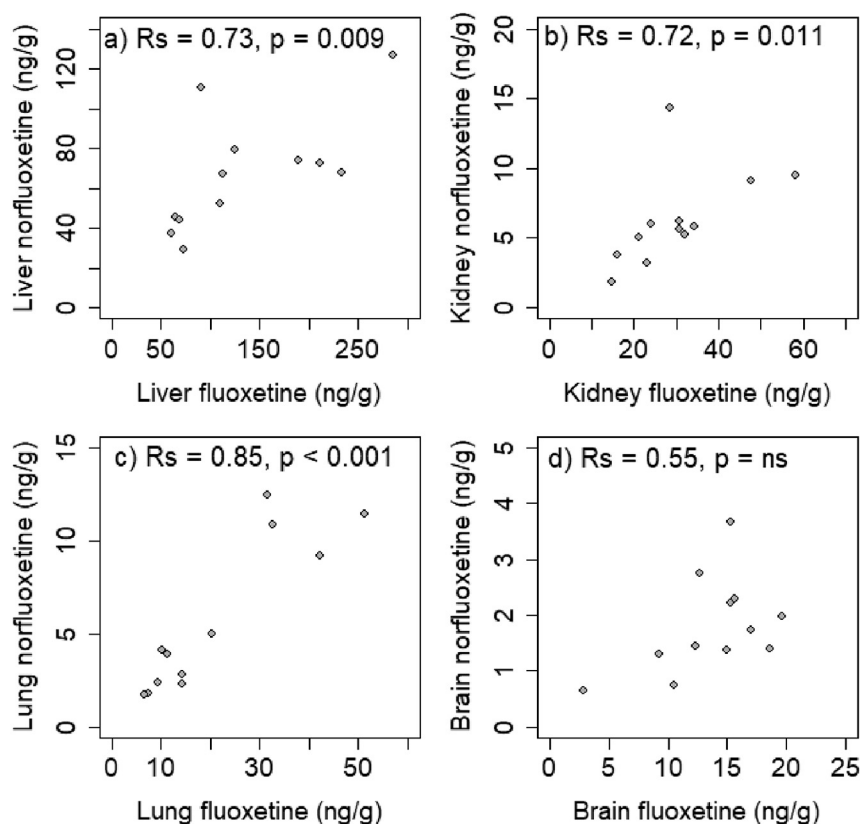 a) Rs = 0.73, p = 0.009
Liver norfluoxetine (ng/g)
0 40 80 120
0 50 150 250
Liver fluoxetine (ng/g)
b) Rs = 0.72, p = 0.011
Kidney norfluoxetine (ng/g)
0 5 10 15 20
0 20 40 60
Kidney fluoxetine (ng/g)
c) Rs = 0.85, p < 0.001
Lung norfluoxetine (ng/g)
0 5 10 15
0 10 30 50
Lung fluoxetine (ng/g)
d) Rs = 0.55, p = ns
Brain norfluoxetine (ng/g)
0 1 2 3 4 5
0 5 10 15 20 25
Brain fluoxetine (ng/g)